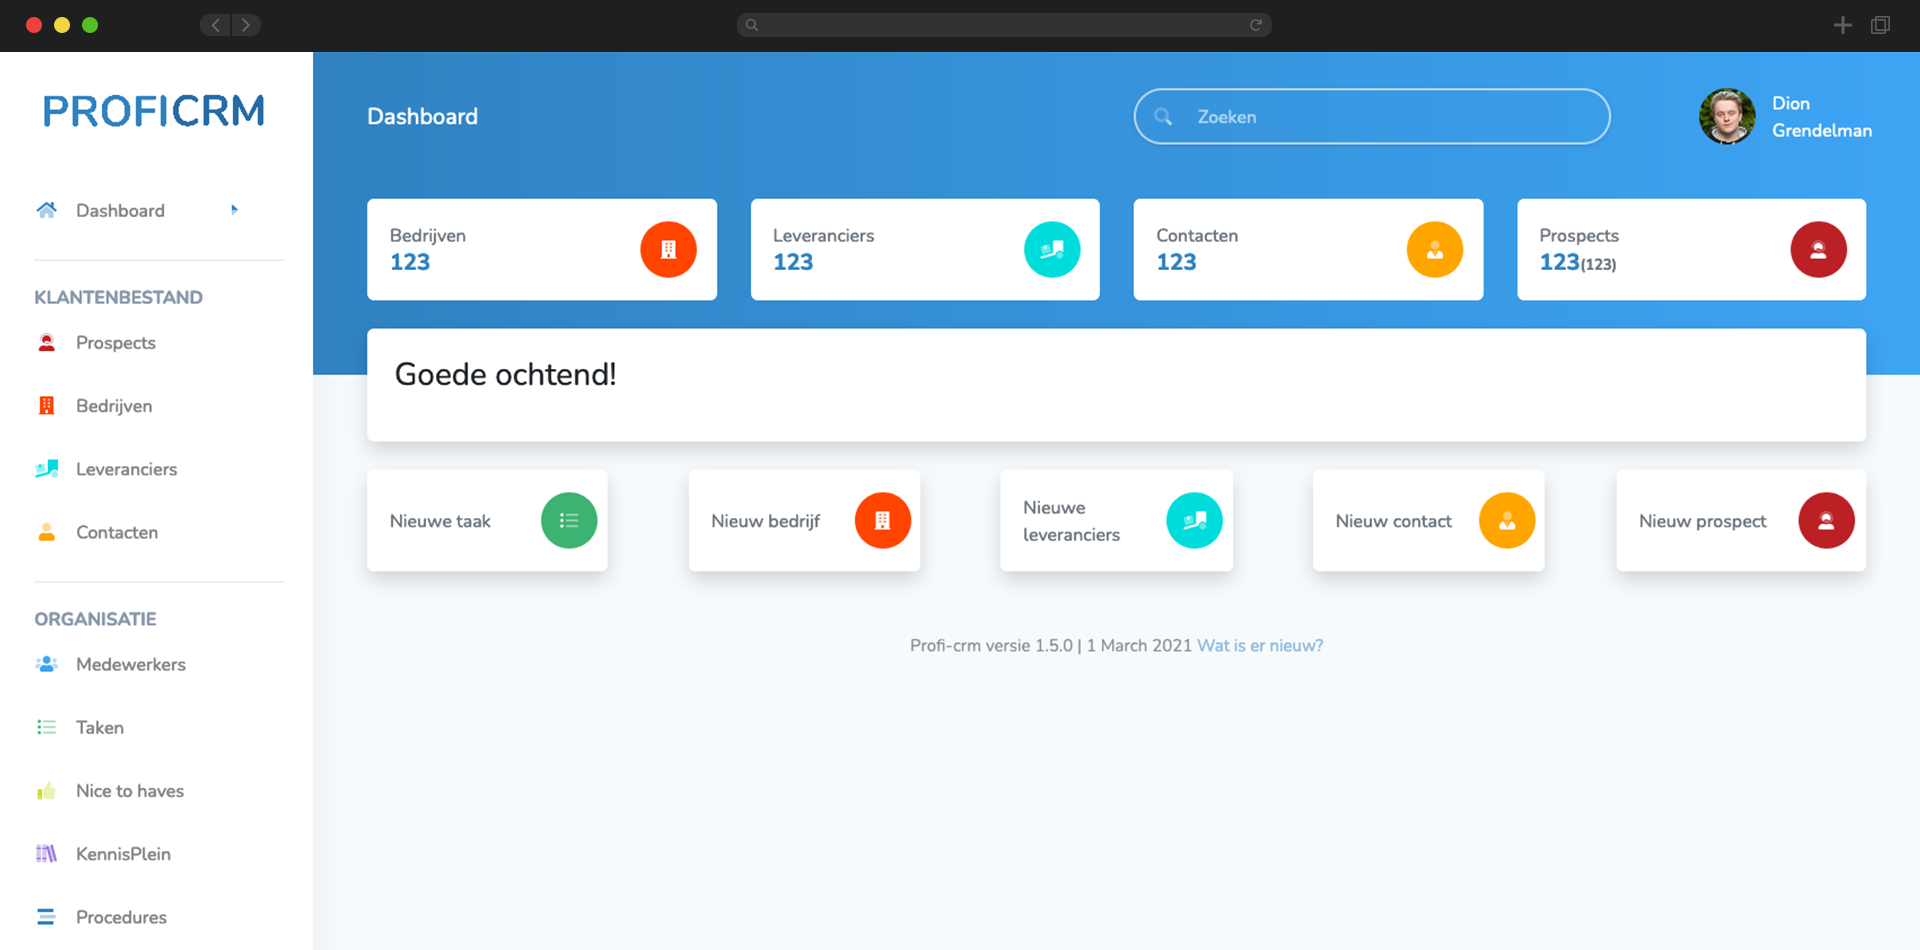 PROFICRM
Dashboard
KLANTENBESTAND
Prospects
Bedrijven
Leveranciers
Contacten
ORGANISATIE
Medewerkers
Taken
Nice to haves
KennisPlein
Procedures
Dashboard
Zoeken
Dion
Grendelman
Bedrijven
123
Leveranciers
123
Contacten
123
Prospects
123(123)
Goede ochtend!
Nieuwe taak
Nieuw bedrijf
Nieuwe
leveranciers
Nieuw contact
Nieuw prospect
Profi-crm versie 1.5.0 | 1 March 2021 Wat is er nieuw?